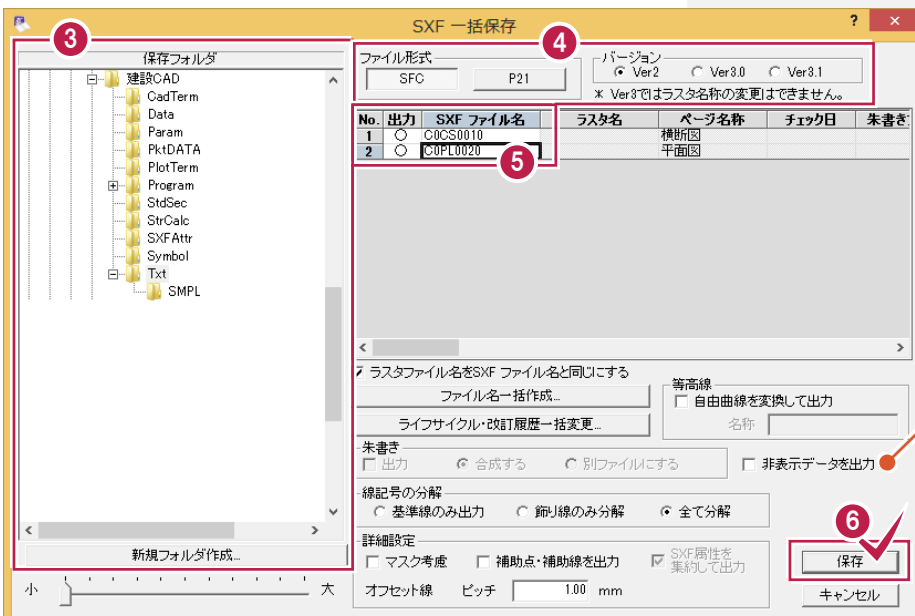 SXF 一括保存
? ×
3
保存フォルダ
建設CAD
CadTerm
Data
Param
PktDATA
PlotTerm
Program
StdSec
StrCalc
SXFAttr
Symbol
Txt
SMPL
新規フォルダ作成...
小 大
4
ファイル形式
SFC P21
バージョン
Ver2 Ver3.0 Ver3.1
* Ver3ではラスタ名称の変更はできません。
No. 出力 SXF ファイル名 ラスタ名 ページ名称 チェック日 朱書き
1 ○ C0CS0010 横断図
2 ○ C0PL0020 平面図
5
ラスタファイル名をSXF ファイル名と同じにする
ファイル名一括作成...
ライフサイクル・改訂履歴一括変更...
等高線
自由曲線を変換して出力
名称
朱書き
出力 合成する 別ファイルにする
非表示データを出力
線記号の分解
基準線のみ出力 飾り線のみ分解 全て分解
詳細設定
マスク考慮 補助点・補助線を出力 SXF属性を
集約して出力
オフセット線 ピッチ 1.00 mm
6
保存
キャンセル